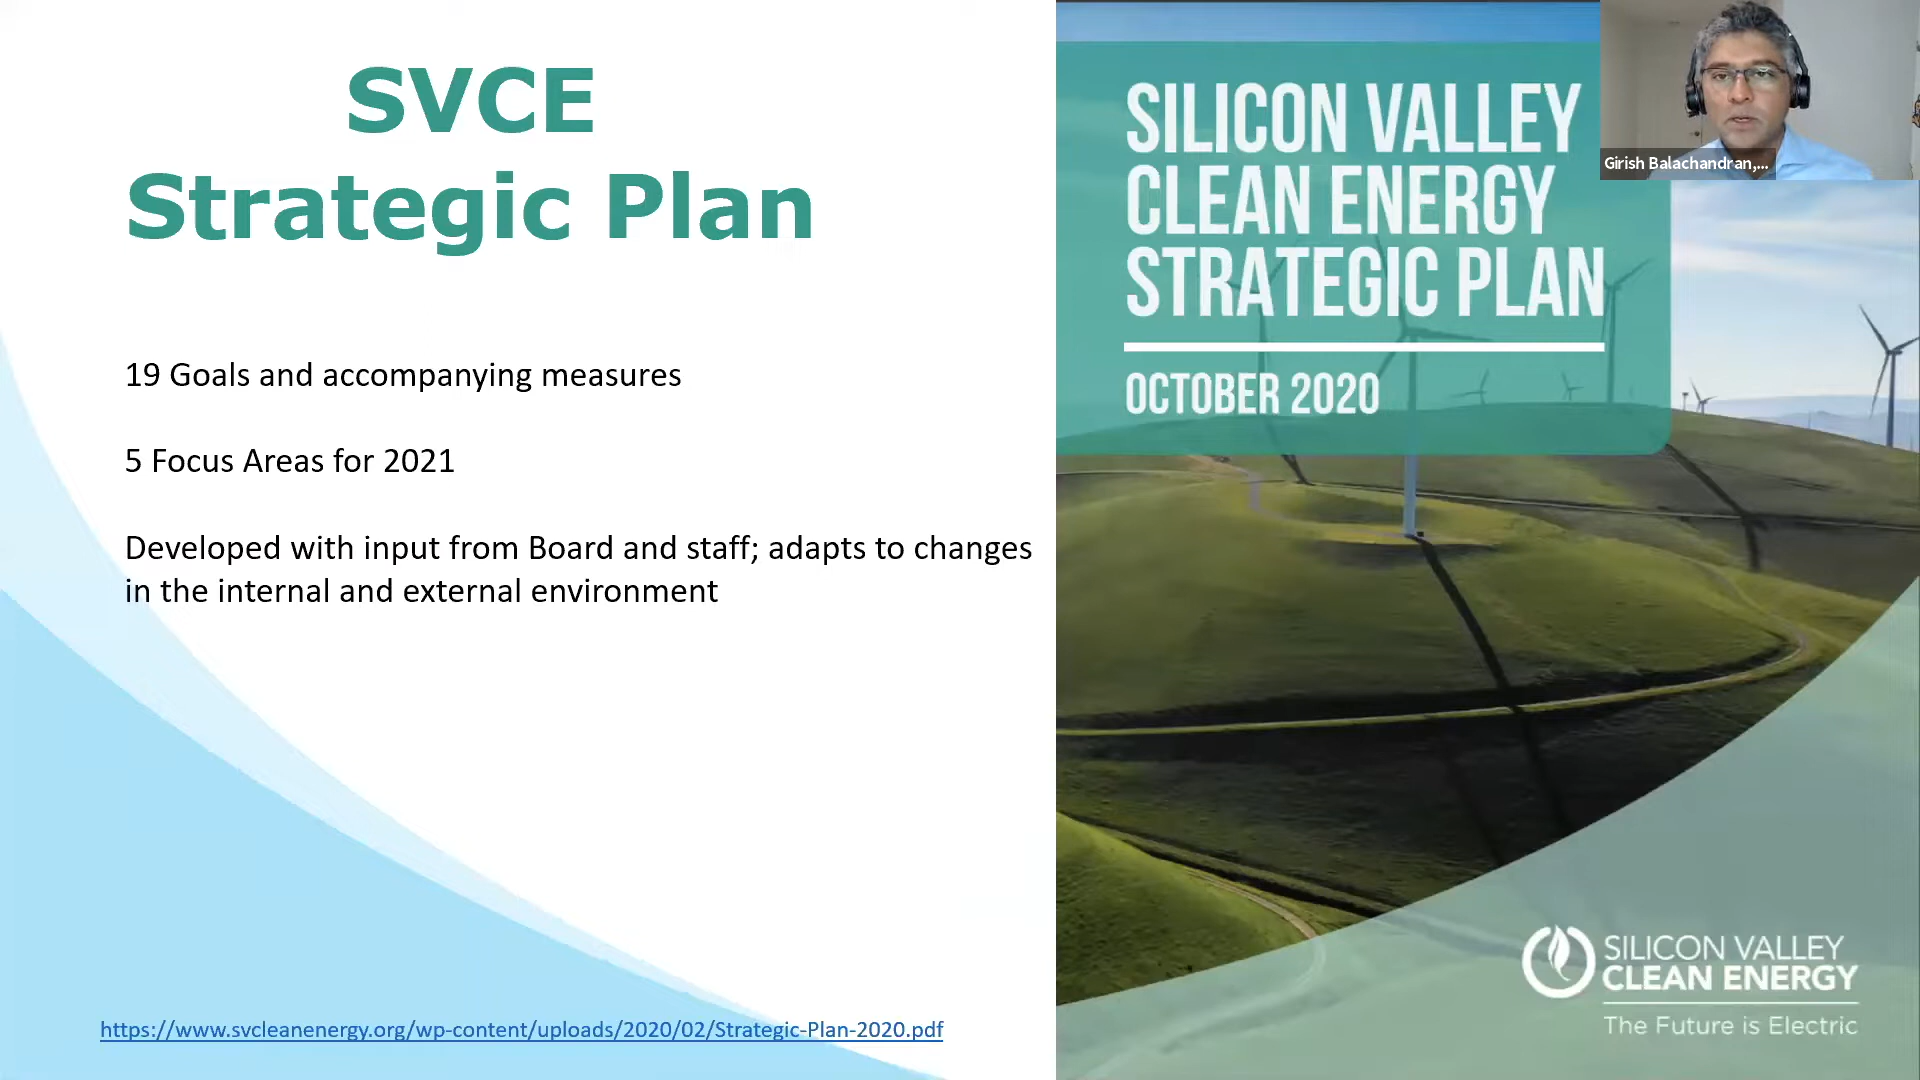 SVCE
Strategic Plan
19 Goals and accompanying measures
5 Focus Areas for 2021
Developed with input from Board and staff; adapts to changes
in the internal and external environment
https://www.svcleanenergy.org/wp-content/uploads/2020/02/Strategic-Plan-2020.pdf
SILICON VALLEY
CLEAN ENERGY
STRATEGIC PLAN
OCTOBER 2020
Girish Balachandran,...
SILICON VALLEY
CLEAN ENERGY
The Future is Electric